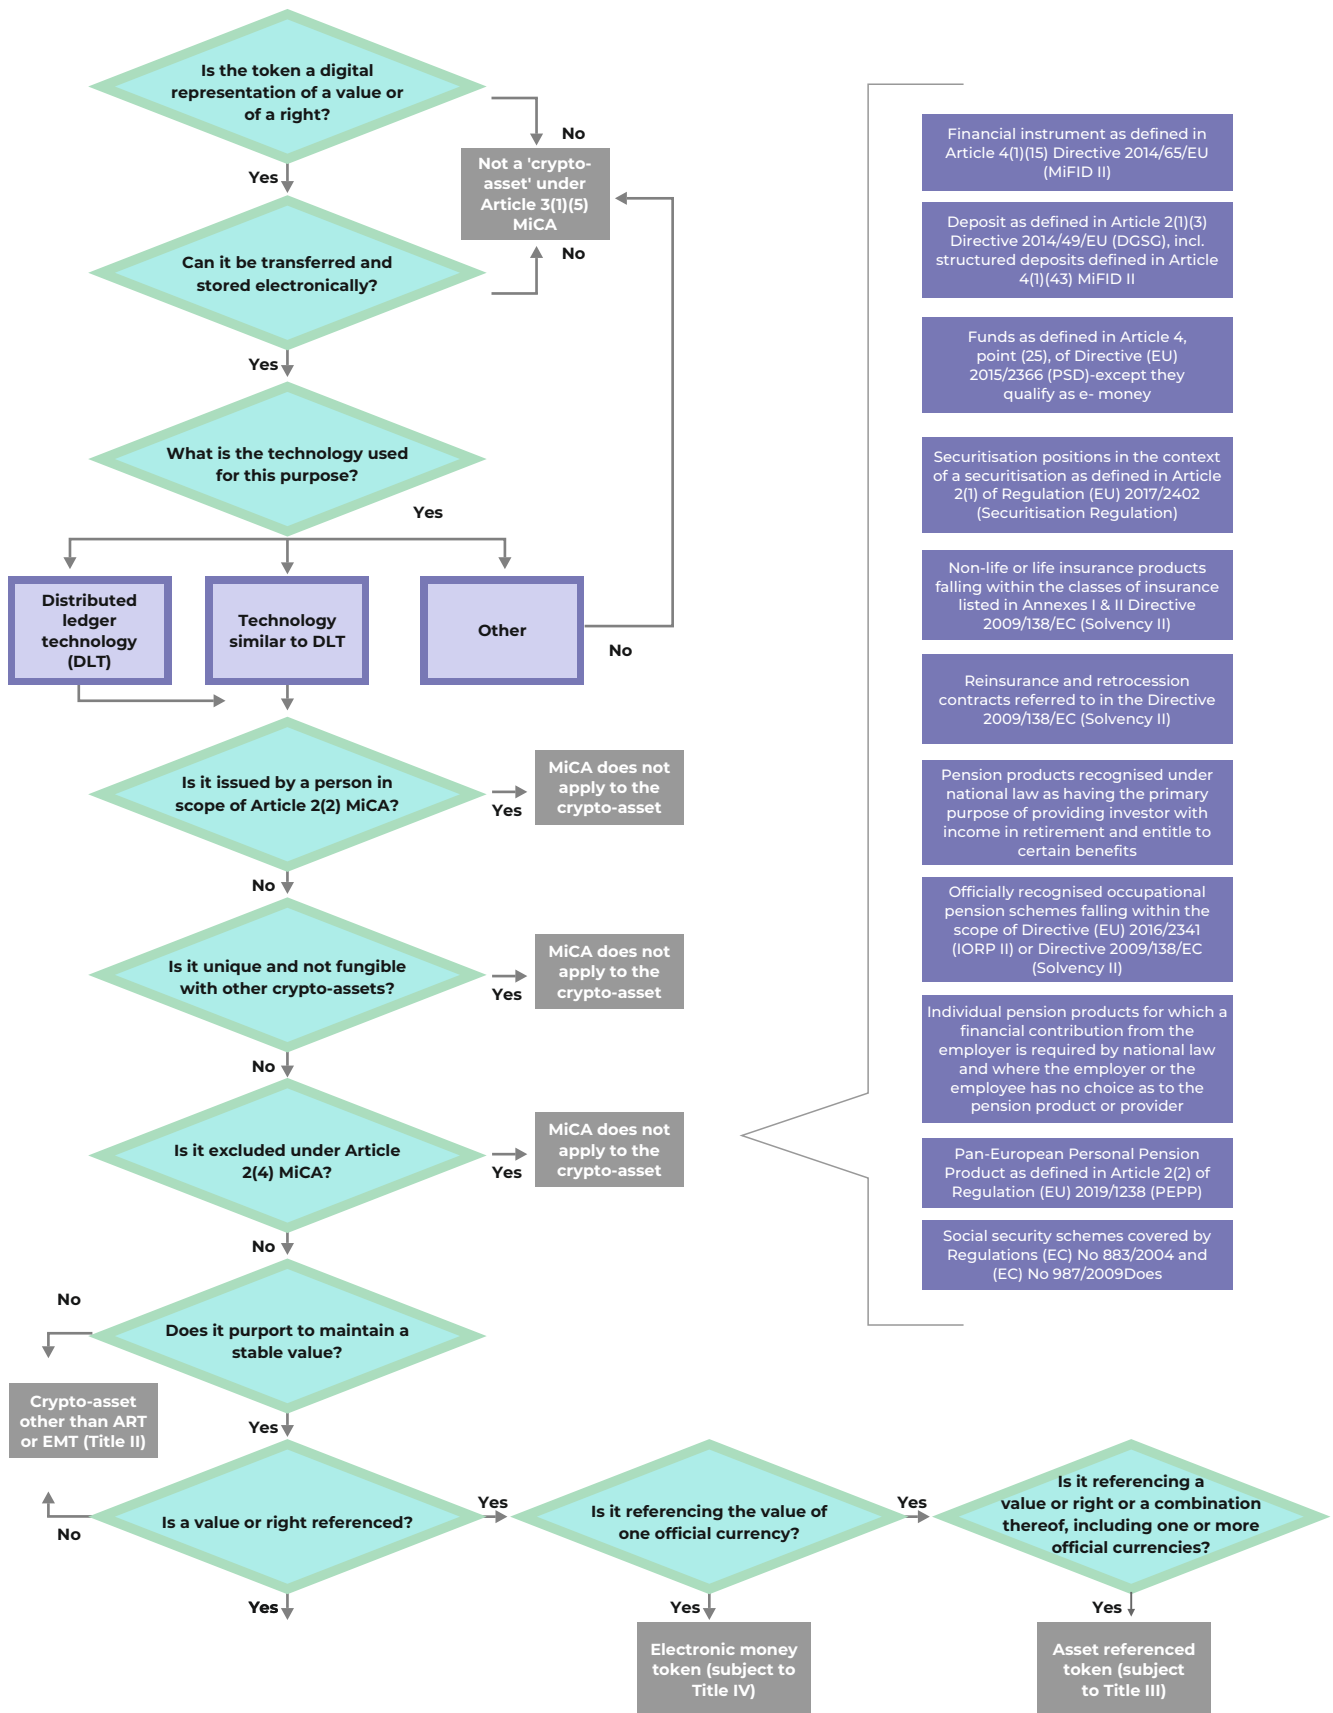 Is the token a digital
representation of a value or
of a right?
No
Not a 'crypto-
asset' under
Article 3(1)(5)
MiCA
Yes
No
Can it be transferred and
stored electronically?
Yes
What is the technology used
for this purpose?
Yes
Distributed
ledger
technology
(DLT)
Technology
similar to DLT
Other
No
Is it issued by a person in
scope of Article 2(2) MiCA?
Yes
MiCA does not
apply to the
crypto-asset
No
Is it unique and not fungible
with other crypto-assets?
Yes
MiCA does not
apply to the
crypto-asset
No
Is it excluded under Article
2(4) MiCA?
Yes
MiCA does not
apply to the
crypto-asset
No
Does it purport to maintain a
stable value?
No
Crypto-asset
other than ART
or EMT (Title II)
Yes
Is a value or right referenced?
No
Yes
Yes
Is it referencing the value of
one official currency?
Yes
Yes
Electronic money
token (subject to
Title IV)
Is it referencing a
value or right or a combination
thereof, including one or more
official currencies?
Yes
Asset referenced
token (subject
to Title III)
Financial instrument as defined in
Article 4(1)(15) Directive 2014/65/EU
(MiFID II)
Deposit as defined in Article 2(1)(3)
Directive 2014/49/EU (DGSG), incl.
structured deposits defined in Article
4(1)(43) MiFID II
Funds as defined in Article 4,
point (25), of Directive (EU)
2015/2366 (PSD)-except they
qualify as e- money
Securitisation positions in the context
of a securitisation as defined in Article
2(1) of Regulation (EU) 2017/2402
(Securitisation Regulation)
Non-life or life insurance products
falling within the classes of insurance
listed in Annexes I & II Directive
2009/138/EC (Solvency II)
Reinsurance and retrocession
contracts referred to in the Directive
2009/138/EC (Solvency II)
Pension products recognised under
national law as having the primary
purpose of providing investor with
income in retirement and entitle to
certain benefits
Officially recognised occupational
pension schemes falling within the
scope of Directive (EU) 2016/2341
(IORP II) or Directive 2009/138/EC
(Solvency II)
Individual pension products for which a
financial contribution from the
employer is required by national law
and where the employer or the
employee has no choice as to the
pension product or provider
Pan-European Personal Pension
Product as defined in Article 2(2) of
Regulation (EU) 2019/1238 (PEPP)
Social security schemes covered by
Regulations (EC) No 883/2004 and
(EC) No 987/2009Does